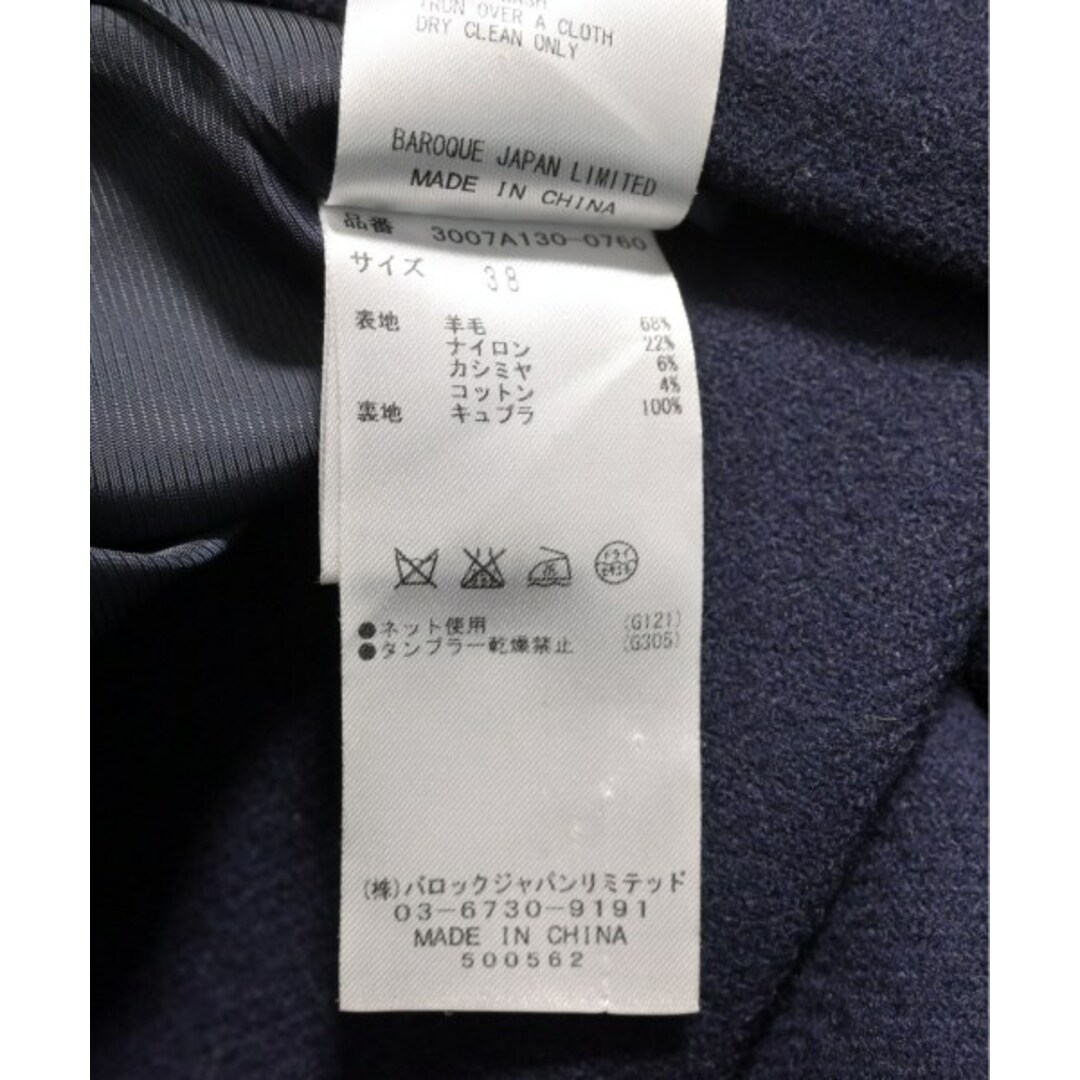 IRON OVER A CLOTH
DRY CLEAN ONLY
BAROQUE JAPAN LIMITED
MADE IN CHINA
品番 3007A130-0760
サイズ 38
表地 羊毛 68%
ナイロン 22%
カシミヤ 6%
コットン 4%
裏地 キュプラ 100%
ドライ
●ネット使用 (G121)
●タンブラー乾燥禁止 (G305)
(株)バロックジャパンリミテッド
03-6730-9191
MADE IN CHINA
500562